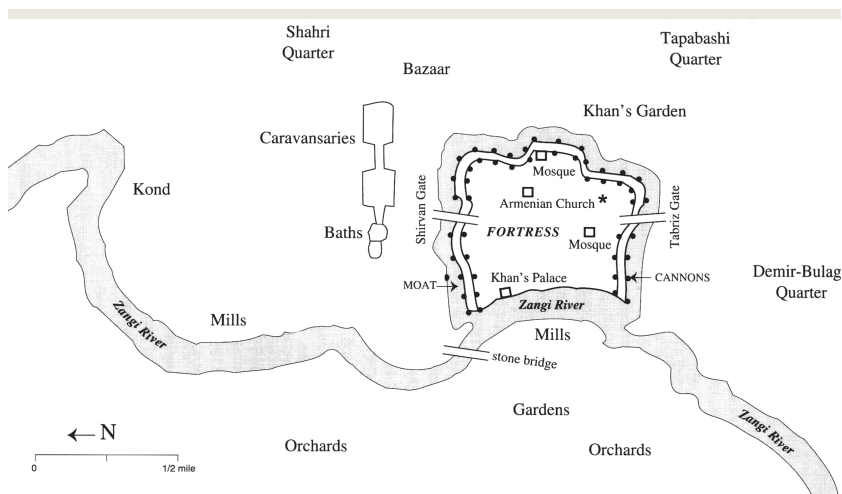 Shahri
Quarter
Tapabashi
Quarter
Bazaar
Khan's Garden
Caravansaries
Mosque
Kond
Armenian Church *
Shirvan Gate
Tabriz Gate
Baths
FORTRESS
Mosque
MOAT
Khan's Palace
CANNONS
Demir-Bulag
Quarter
Zangi River
Zangi River
Mills
Mills
stone bridge
Gardens
Zangi River
N
Orchards
Orchards
0
1/2 mile